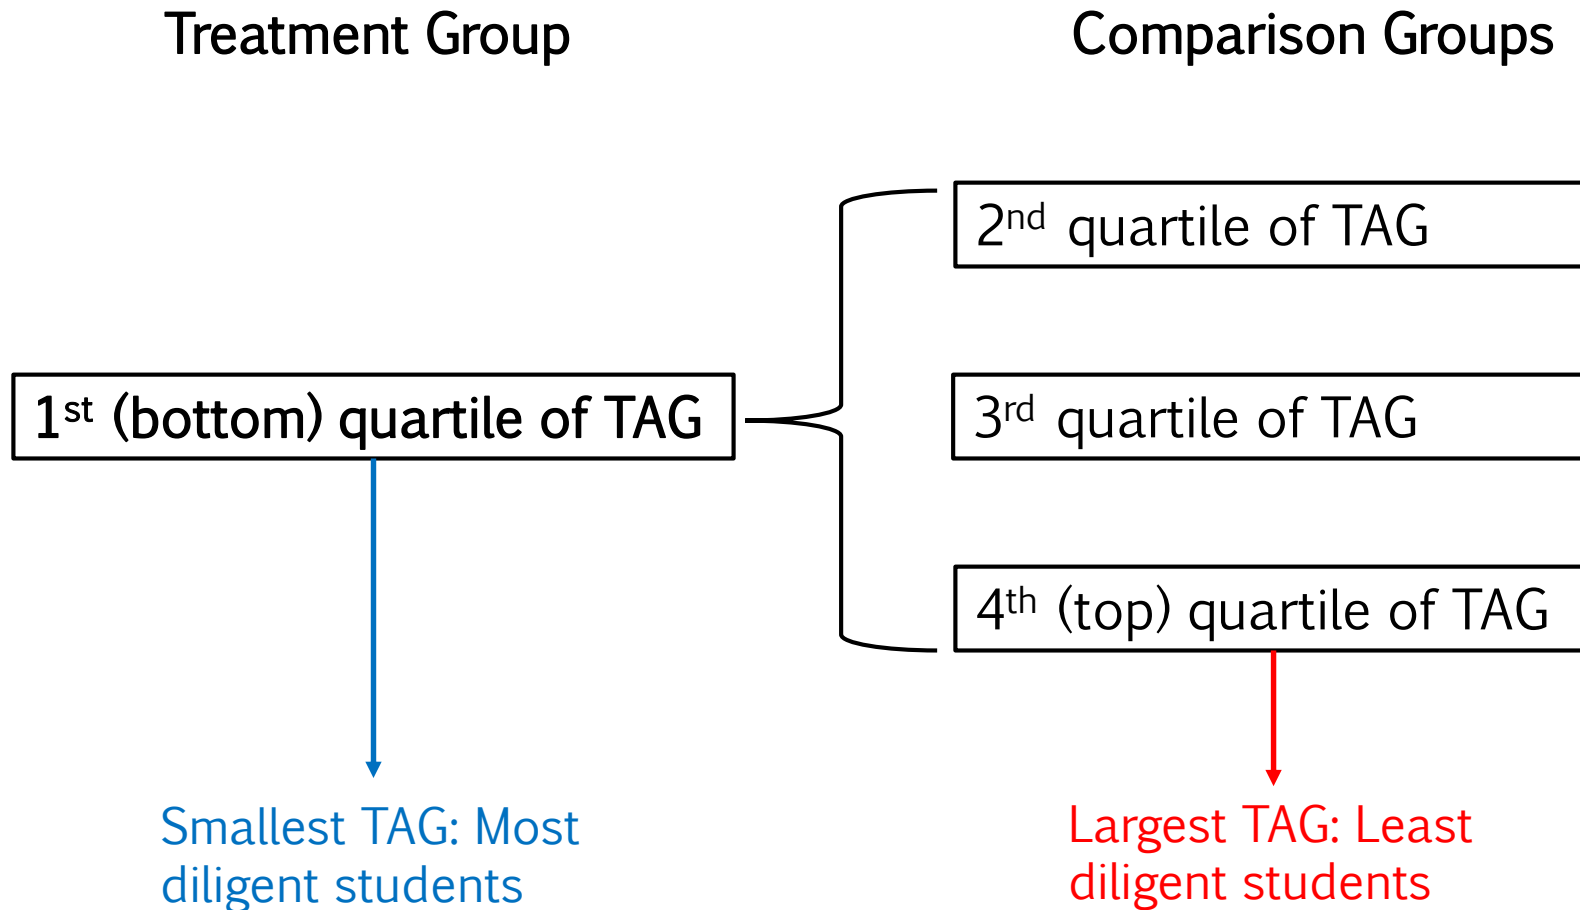 Treatment Group
Comparison Groups
2nd quartile of TAG
1st (bottom) quartile of TAG
3rd quartile of TAG
4th (top) quartile of TAG
Smallest TAG: Most
diligent students
Largest TAG: Least
diligent students